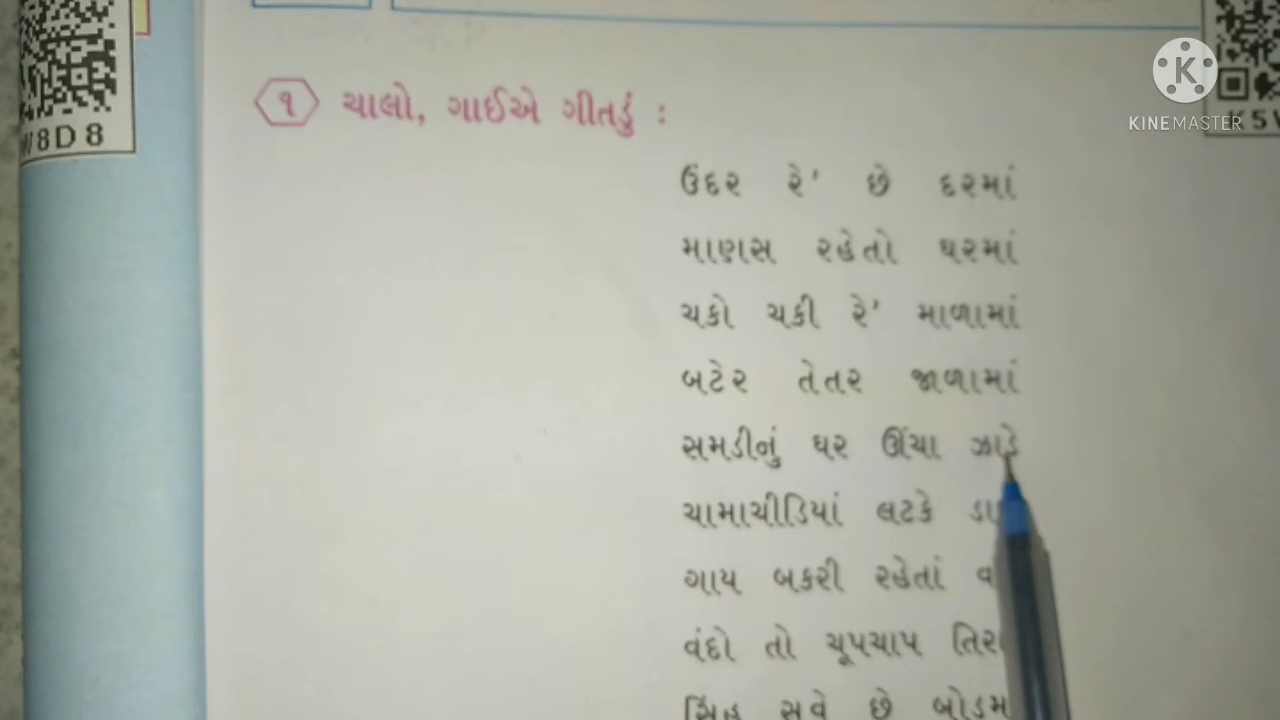 W8D8
K5V
KINEMASTER
૧ ચાલો, ગાઈએ ગીતડું :
ઉંદર રે' છે દરમાં
માણસ રહેતો ઘરમાં
ચકો ચકી રે' માળામાં
બટેર તેતર જાળામાં
સમડીનું ઘર ઊંચા ઝાડે
ચામાચીડિયાં લટકે
ગાય બકરી રહેતાં
વંદો તો ચૂપચાપ
સિંહ સૂવે છે